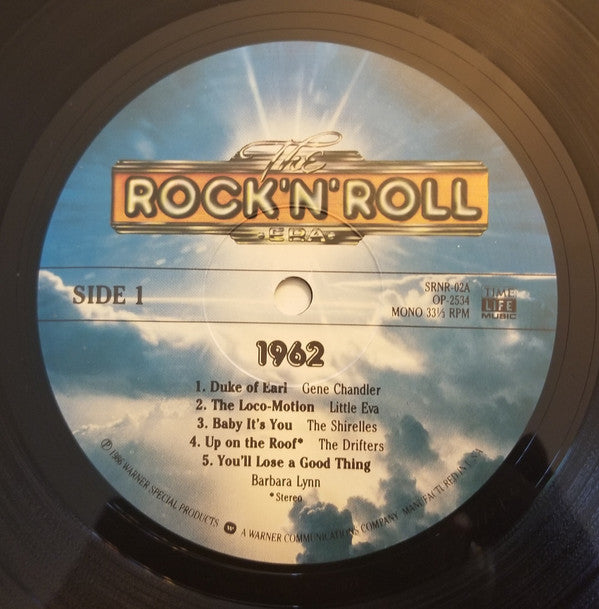 The
ROCK'N'ROLL
·ERA·
SIDE 1
SRNR-02A
OP-2534
MONO 33⅓ RPM
TIME
LIFE
MUSIC
1962
1. Duke of Earl Gene Chandler
2. The Loco-Motion Little Eva
3. Baby It's You The Shirelles
4. Up on the Roof* The Drifters
5. You'll Lose a Good Thing
Barbara Lynn
*Stereo
℗ 1986 WARNER SPECIAL PRODUCTS W A WARNER COMMUNICATIONS COMPANY. MANUFACTURED IN USA